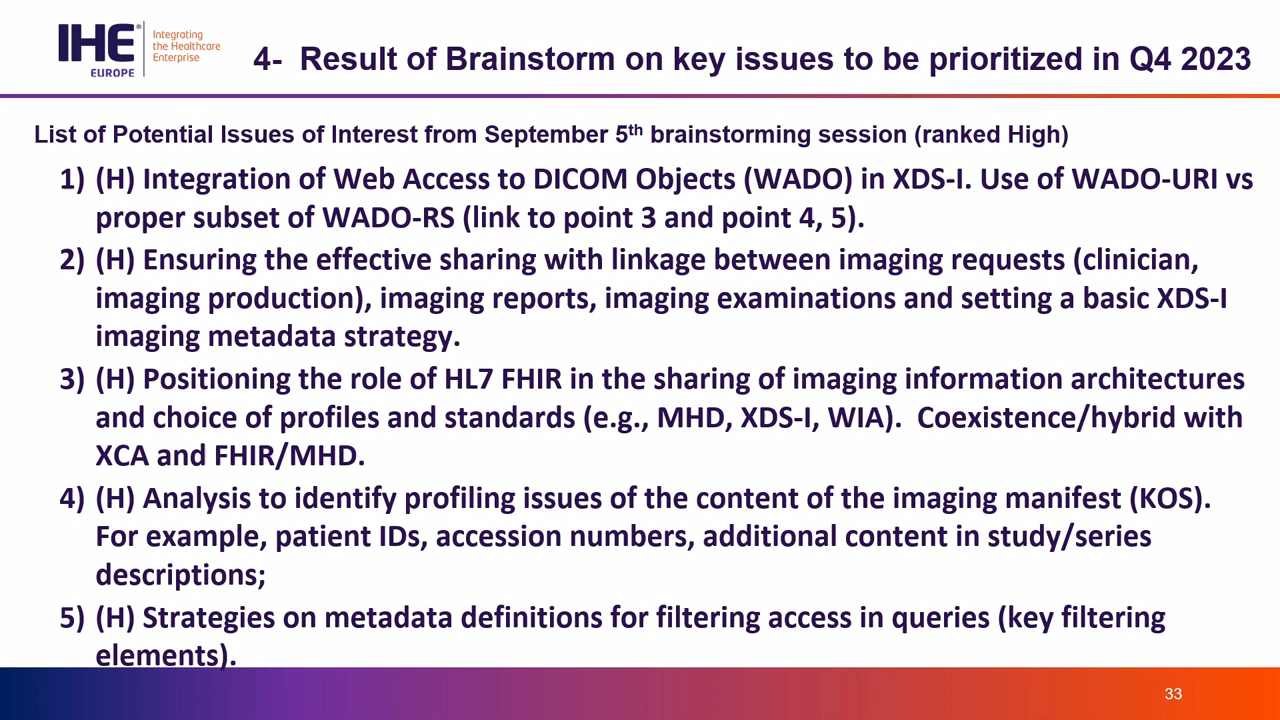 IHE
EUROPE
Integrating
the Healthcare
Enterprise
4- Result of Brainstorm on key issues to be prioritized in Q4 2023
List of Potential Issues of Interest from September 5th brainstorming session (ranked High)
1) (H) Integration of Web Access to DICOM Objects (WADO) in XDS-I. Use of WADO-URI vs
proper subset of WADO-RS (link to point 3 and point 4, 5).
2) (H) Ensuring the effective sharing with linkage between imaging requests (clinician,
imaging production), imaging reports, imaging examinations and setting a basic XDS-I
imaging metadata strategy.
3) (H) Positioning the role of HL7 FHIR in the sharing of imaging information architectures
and choice of profiles and standards (e.g., MHD, XDS-I, WIA). Coexistence/hybrid with
XCA and FHIR/MHD.
4) (H) Analysis to identify profiling issues of the content of the imaging manifest (KOS).
For example, patient IDs, accession numbers, additional content in study/series
descriptions;
5) (H) Strategies on metadata definitions for filtering access in queries (key filtering
elements).
33